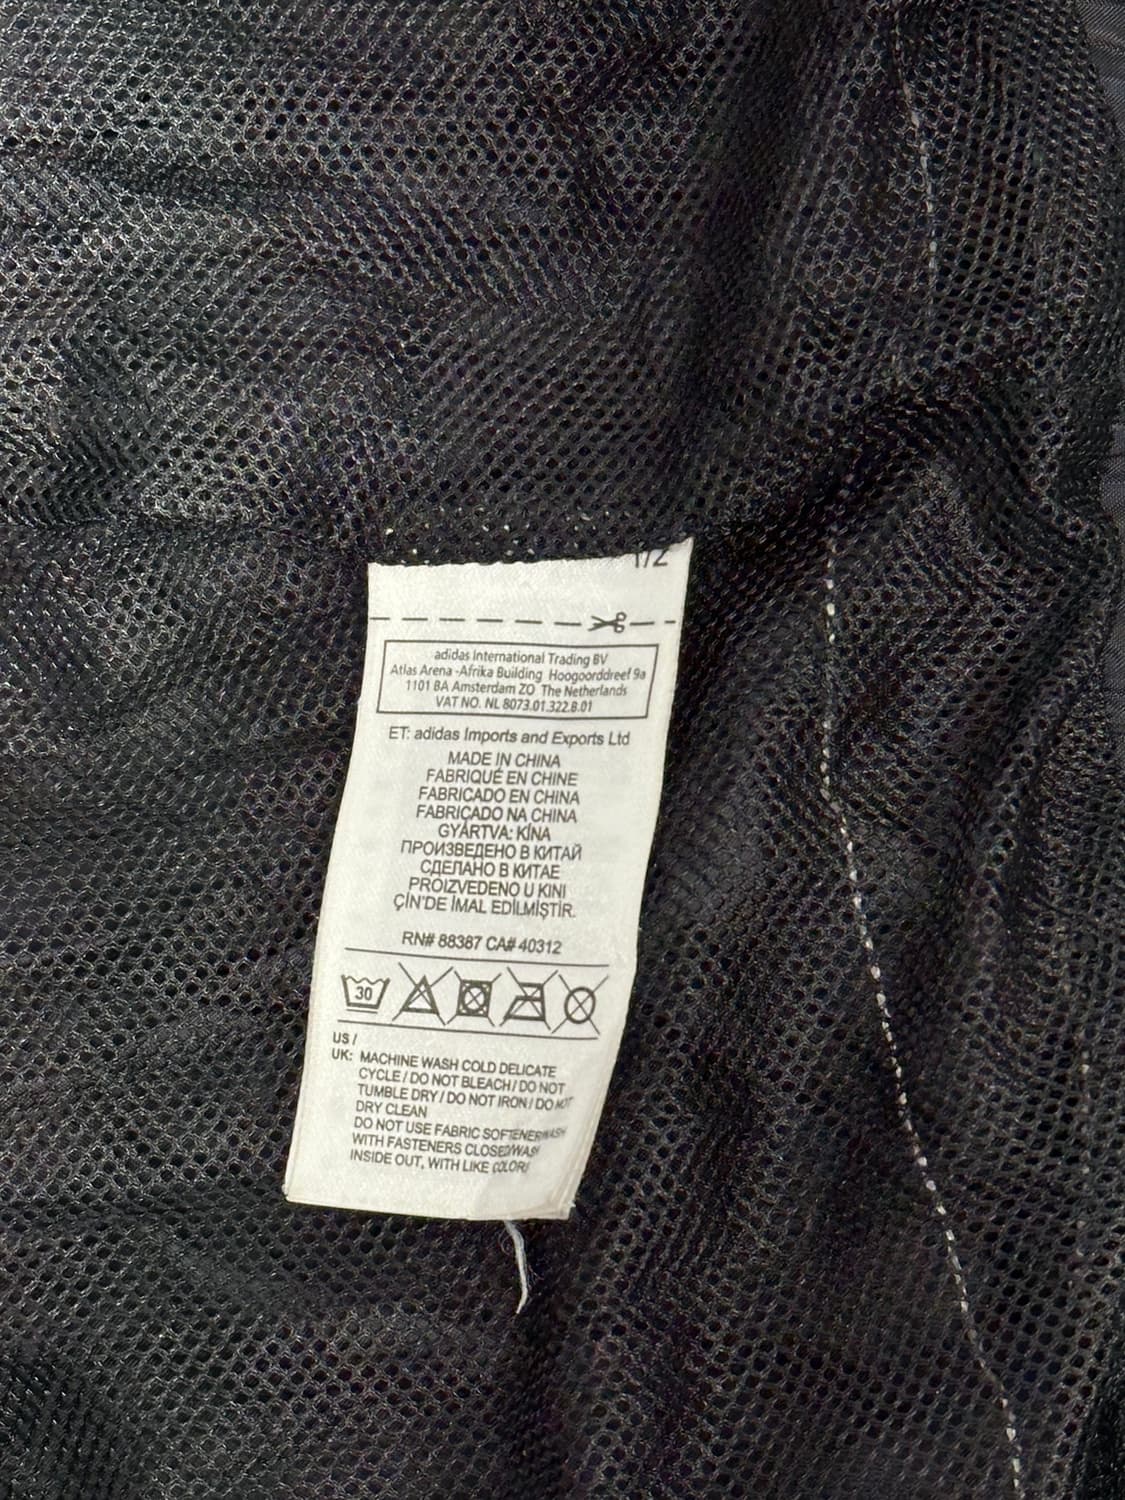 1/2
adidas International Trading BV
Atlas Arena -Afrika Building Hoogoorddreef 9a
1101 BA Amsterdam ZO The Netherlands
VAT NO. NL 8073.01.322.B.01
ET: adidas Imports and Exports Ltd
MADE IN CHINA
FABRIQUÉ EN CHINE
FABRICADO EN CHINA
FABRICADO NA CHINA
GYÁRTVA: KÍNA
ПРОИЗВЕДЕНО В КИТАЙ
СДЕЛАНО В КИТАЕ
PROIZVEDENO U KINI
ÇİN'DE İMAL EDİLMİŞTİR.
RN# 88387 CA# 40312
30
US /
UK: MACHINE WASH COLD DELICATE
CYCLE / DO NOT BLEACH / DO NOT
TUMBLE DRY / DO NOT IRON / DO NOT
DRY CLEAN
DO NOT USE FABRIC SOFTENER/WASH
WITH FASTENERS CLOSED/WASH
INSIDE OUT, WITH LIKE COLORS